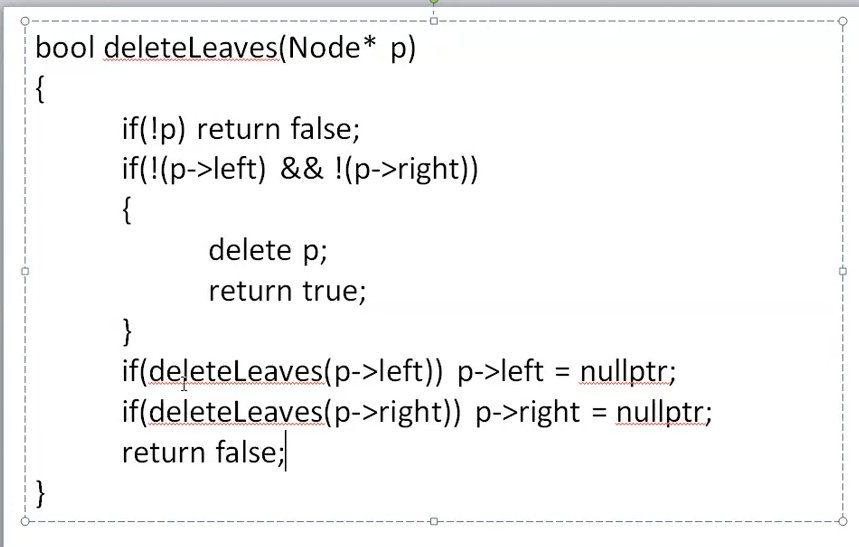 bool deleteLeaves(Node* p)
{
if(!p) return false;
if(!(p->left) && !(p->right))
{
delete p;
return true;
}
if(deleteLeaves(p->left)) p->left = nullptr;
if(deleteLeaves(p->right)) p->right = nullptr;
return false;
}